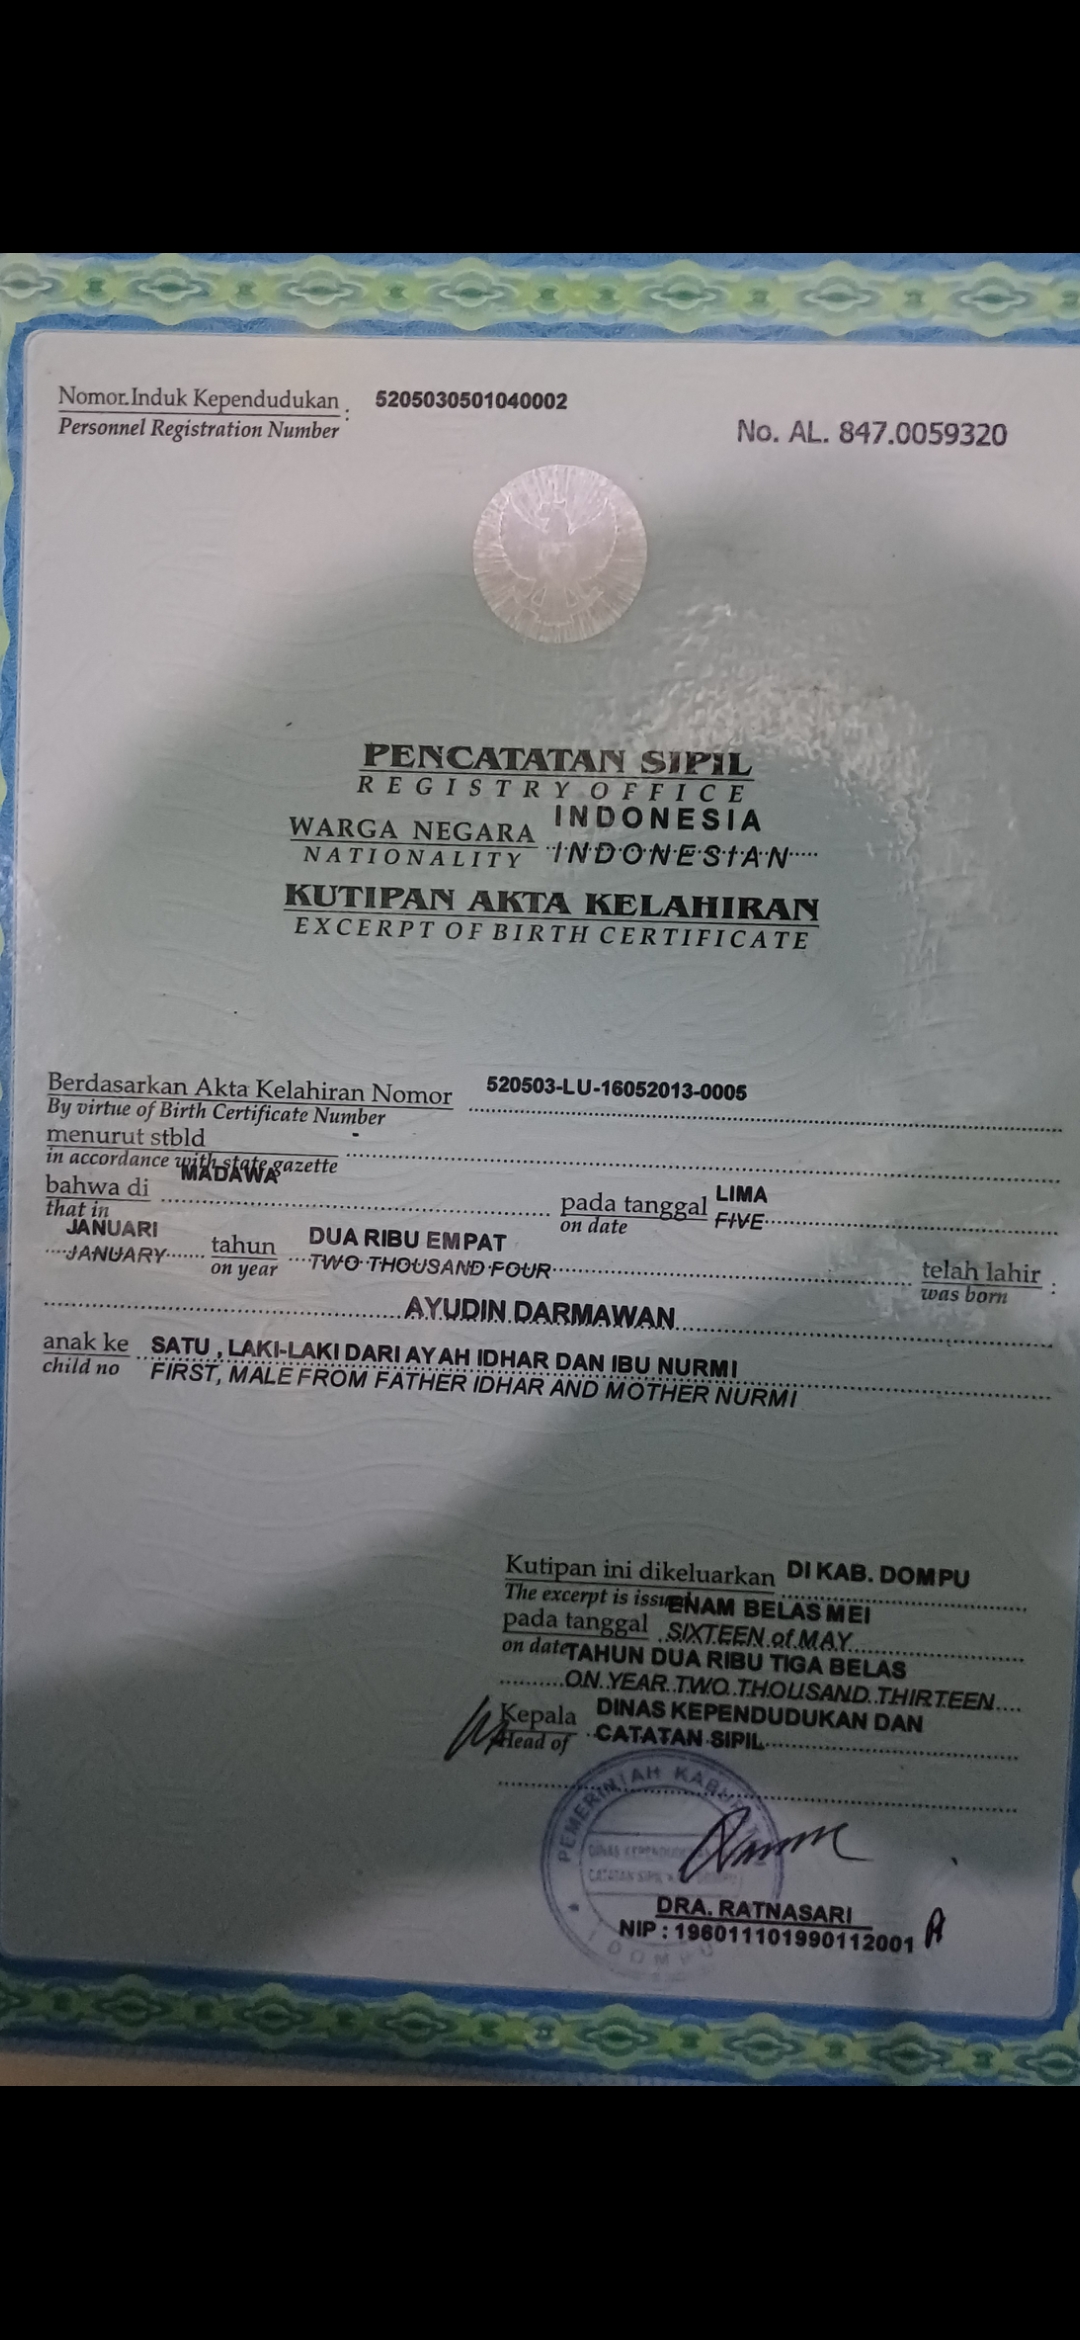 Nomor Induk Kependudukan : 5205030501040002
Personnel Registration Number
No. AL. 847.0059320
PENCATATAN SIPIL
REGISTRY OFFICE
WARGA NEGARA INDONESIA
NATIONALITY INDONESIAN
KUTIPAN AKTA KELAHIRAN
EXCERPT OF BIRTH CERTIFICATE
Berdasarkan Akta Kelahiran Nomor 520503-LU-16052013-0005
By virtue of Birth Certificate Number
menurut stbld -
in accordance with state gazette
bahwa di MADAWA pada tanggal LIMA
that in on date FIVE
JANUARI tahun DUA RIBU EMPAT
JANUARY on year TWO THOUSAND FOUR telah lahir :
was born
AYUDIN DARMAWAN
anak ke SATU , LAKI-LAKI DARI AYAH IDHAR DAN IBU NURMI
child no FIRST, MALE FROM FATHER IDHAR AND MOTHER NURMI
Kutipan ini dikeluarkan DI KAB. DOMPU
The excerpt is issued
pada tanggal ENAM BELAS MEI
on date SIXTEEN of MAY
TAHUN DUA RIBU TIGA BELAS
ON YEAR TWO THOUSAND THIRTEEN
Kepala DINAS KEPENDUDUKAN DAN
Head of CATATAN SIPIL
PEMERINTAH
DOMPU
DRA. RATNASARI
NIP : 196011101990112001